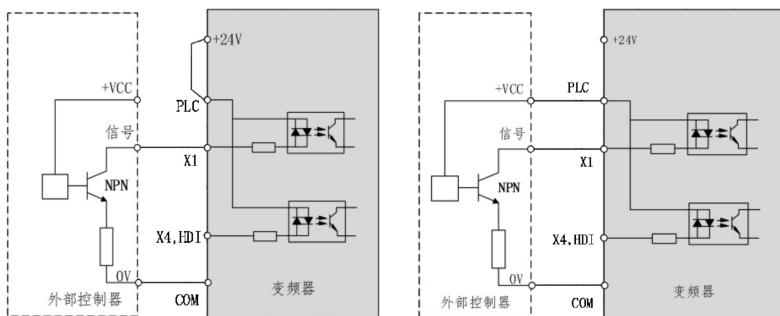 +24V
+VCC
PLC
信号
X1
NPN
X4,HDI
0V
外部控制器
COM
变频器
+24V
+VCC
PLC
信号
X1
NPN
X4,HDI
0V
外部控制器
COM
变频器